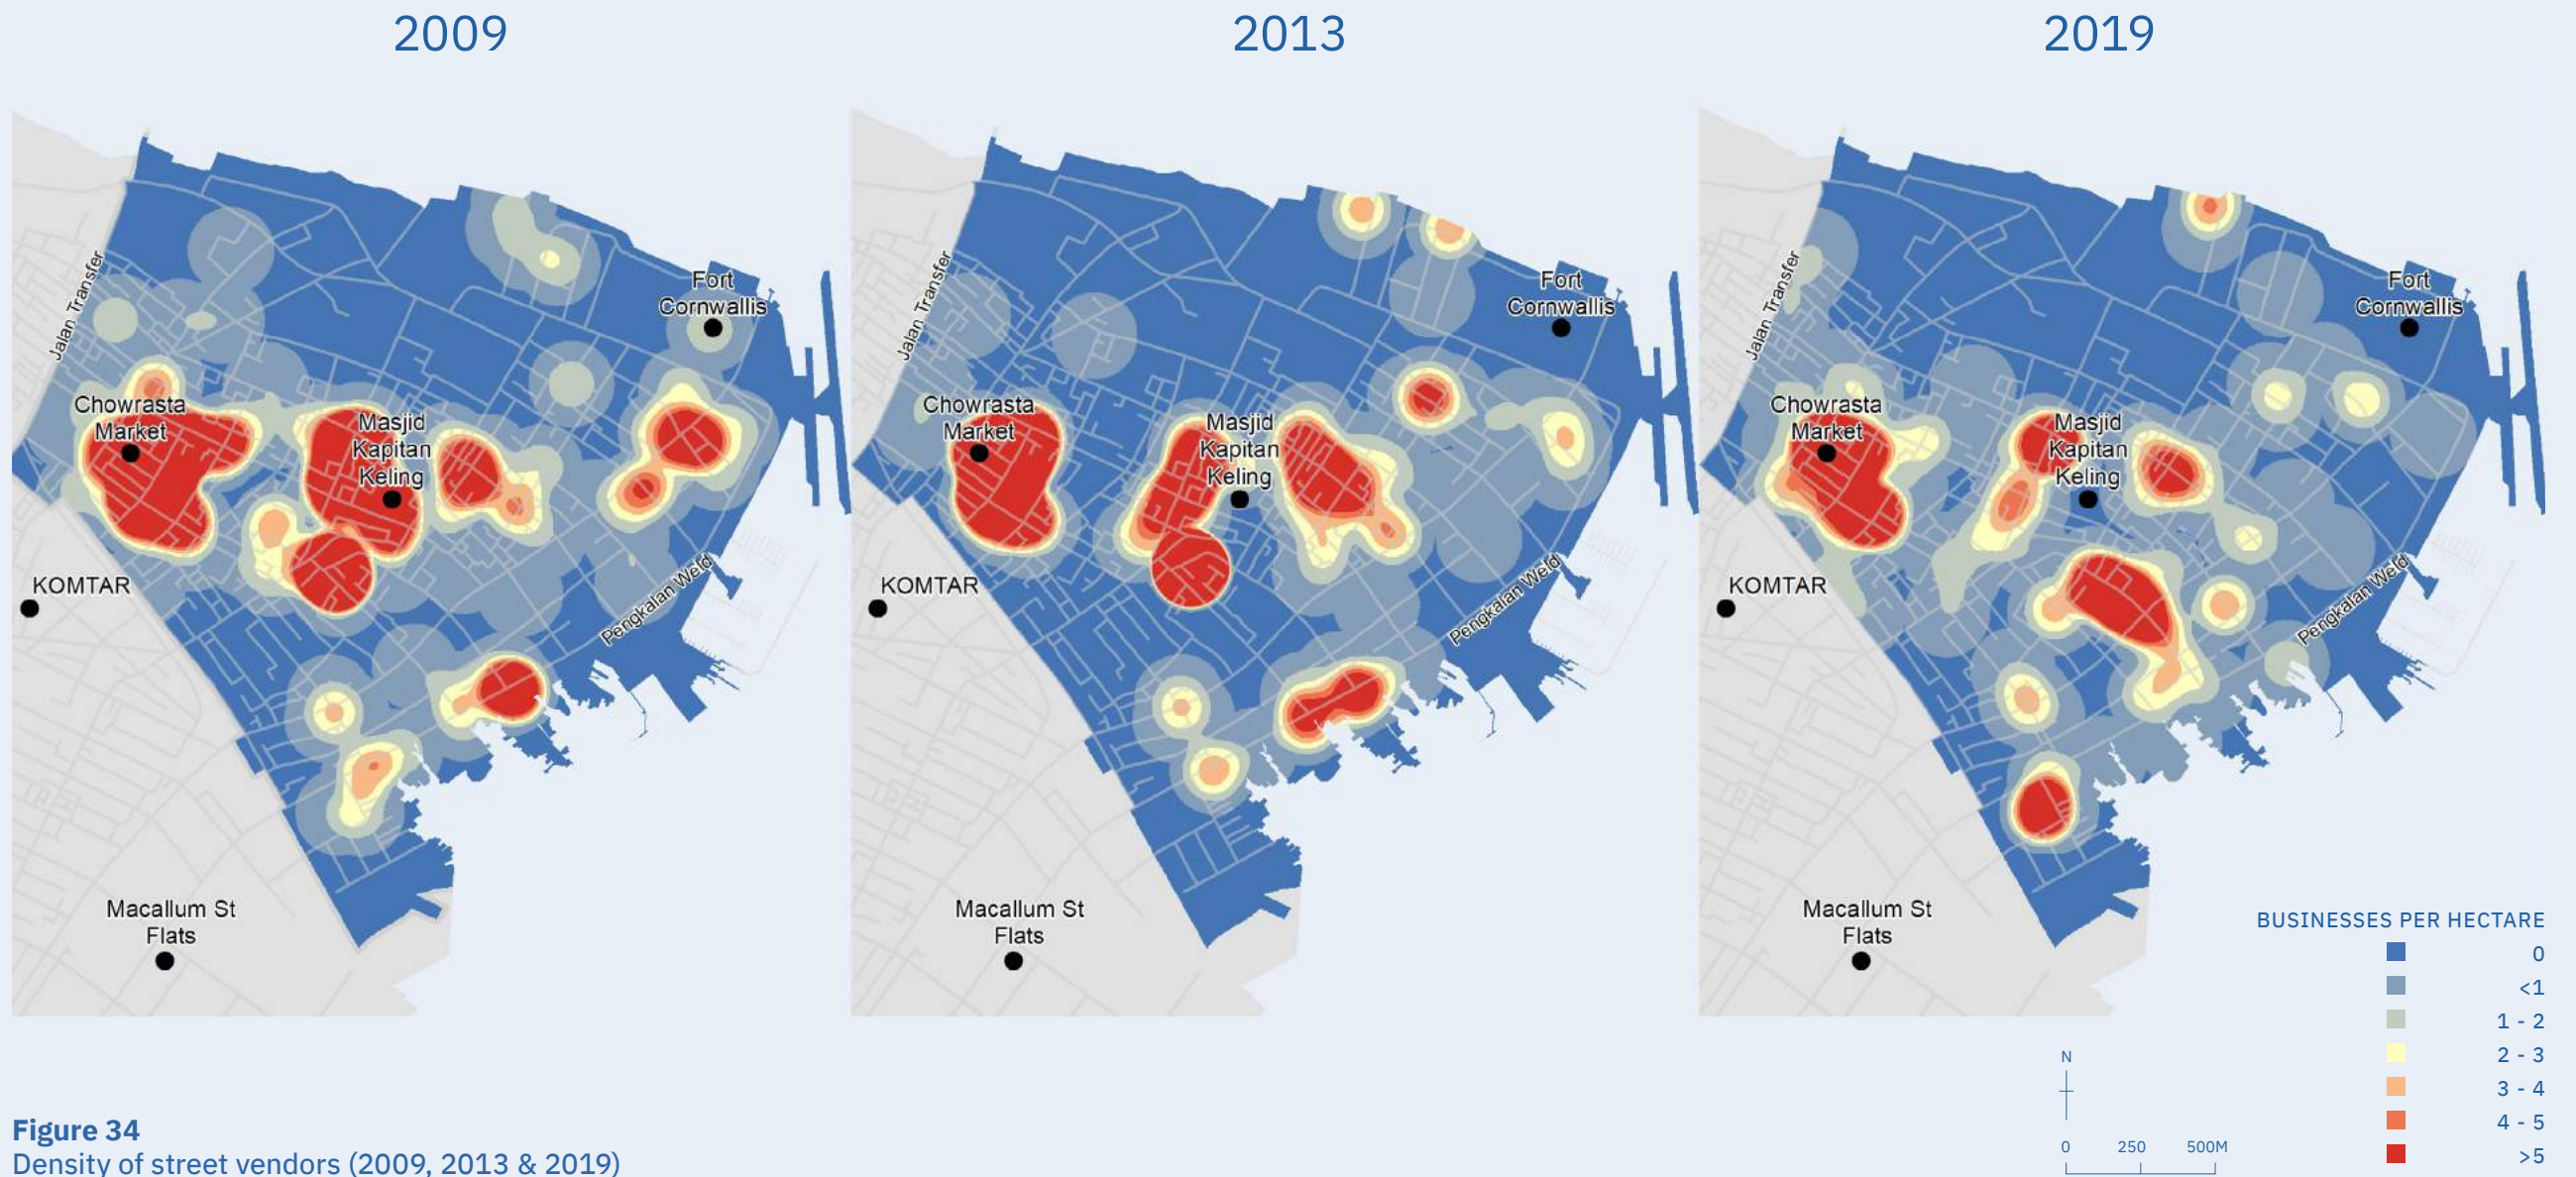 2009
2013
2019
Jalan Transfer
Fort
Cornwallis
Chowrasta
Market
Masjid
Kapitan
Keling
KOMTAR
Pengkalan Weld
Macallum St
Flats
Jalan Transfer
Fort
Cornwallis
Chowrasta
Market
Masjid
Kapitan
Keling
KOMTAR
Pengkalan Weld
Macallum St
Flats
Jalan Transfer
Fort
Cornwallis
Chowrasta
Market
Masjid
Kapitan
Keling
KOMTAR
Pengkalan Weld
Macallum St
Flats
BUSINESSES PER HECTARE
0
<1
1 - 2
2 - 3
3 - 4
4 - 5
>5
N
0 250 500M
Figure 34
Density of street vendors (2009, 2013 & 2019)